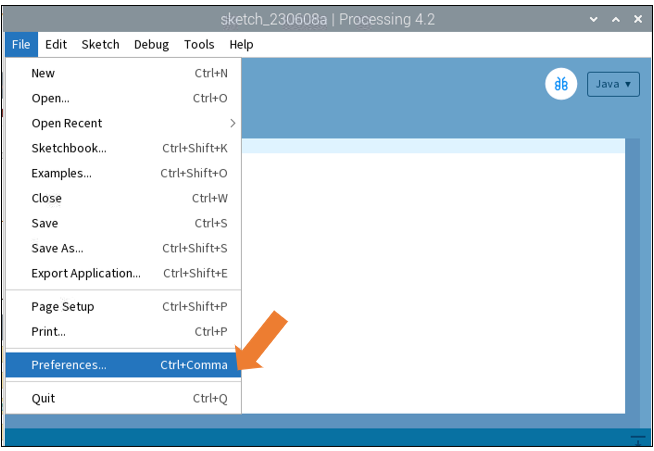 sketch_230608a | Processing 4.2
File Edit Sketch Debug Tools Help
New Ctrl+N
Open... Ctrl+O
Open Recent
Sketchbook... Ctrl+Shift+K
Examples... Ctrl+Shift+O
Close Ctrl+W
Save Ctrl+S
Save As... Ctrl+Shift+S
Export Application... Ctrl+Shift+E
Page Setup Ctrl+Shift+P
Print... Ctrl+P
Preferences... Ctrl+Comma
Quit Ctrl+Q
Java ▾